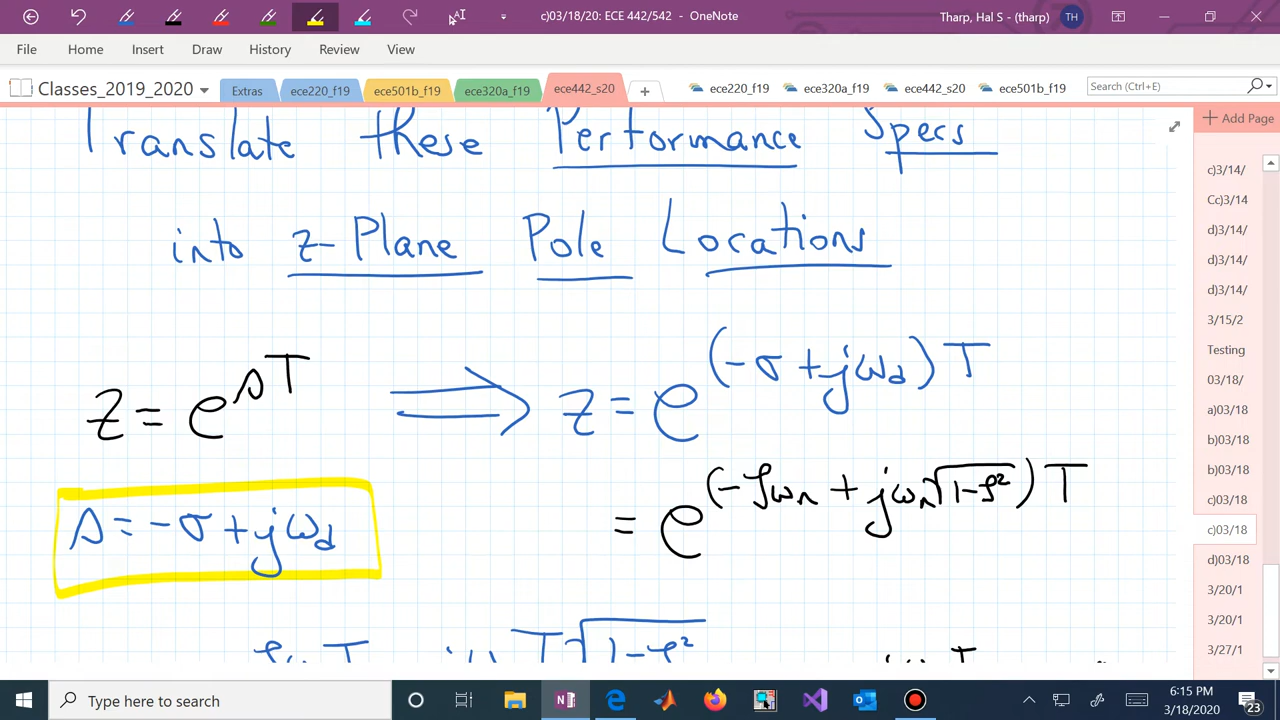 c)03/18/20: ECE 442/542 - OneNote
Tharp, Hal S - (tharp) TH
File Home Insert Draw History Review View
Classes_2019_2020 Extras ece220_f19 ece501b_f19 ece320a_f19 ece442_s20 ece220_f19 ece320a_f19 ece442_s20 ece501b_f19 Search (Ctrl+E)
Translate these Performance Specs
into z-Plane Pole Locations
z = e^{sT} ⟹ z = e^{(-σ + jω_d)T}
= e^{(-ζω_n + jω_n√(1-ζ²))T}
s = -σ + jω_d
T√(1-ζ²)
Add Page
c)3/14/
Cc)3/14
d)3/14/
d)3/14/
d)3/14/
3/15/2
Testing
03/18/
a)03/18
b)03/18
b)03/18
c)03/18
c)03/18
d)03/18
3/20/1
3/20/1
3/27/1
Type here to search
6:15 PM
3/18/2020
23